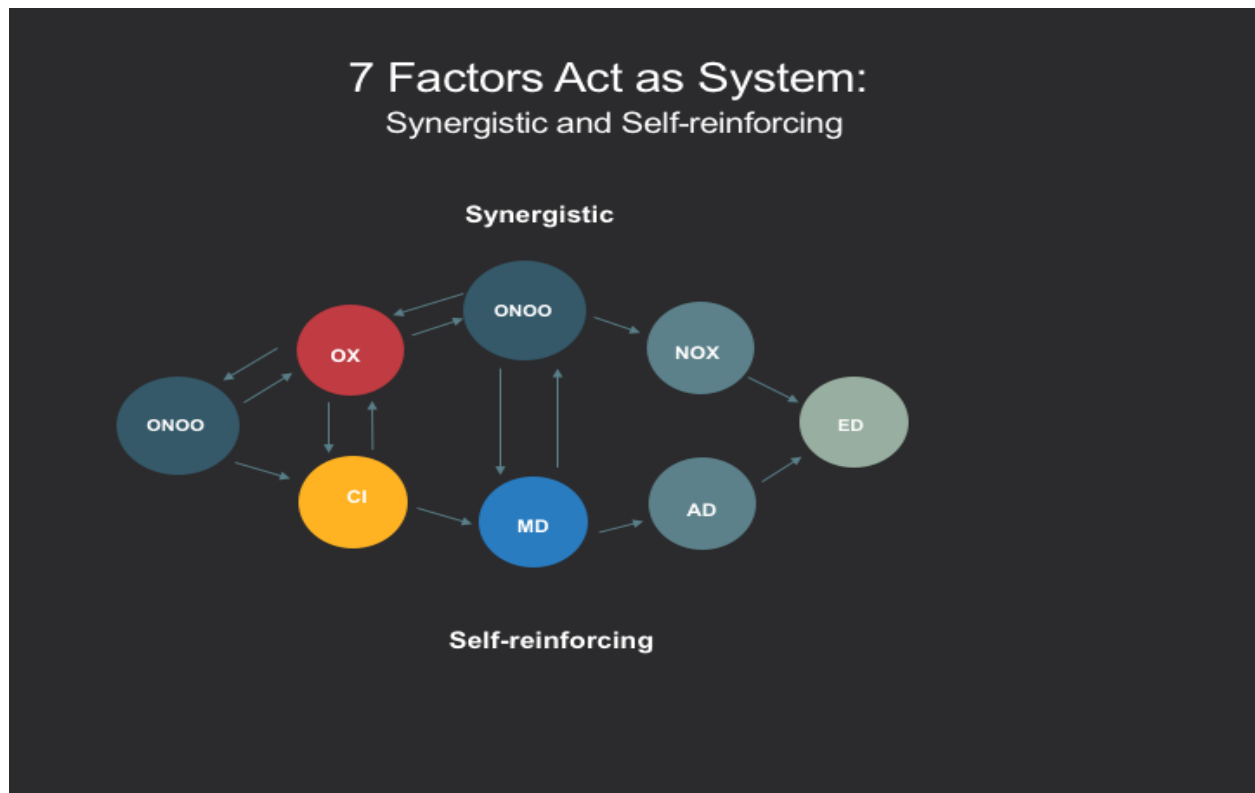 7 Factors Act as System:
Synergistic and Self-reinforcing
Synergistic
ONOO
OX
NOX
ONOO
ED
CI
MD
AD
Self-reinforcing